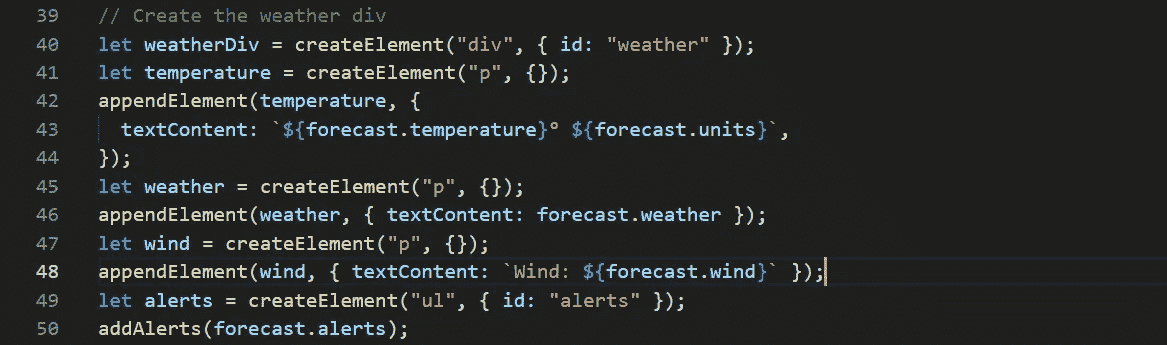 39 // Create the weather div
40 let weatherDiv = createElement("div", { id: "weather" });
41 let temperature = createElement("p", {});
42 appendElement(temperature, {
43 textContent: `${forecast.temperature}° ${forecast.units}`,
44 });
45 let weather = createElement("p", {});
46 appendElement(weather, { textContent: forecast.weather });
47 let wind = createElement("p", {});
48 appendElement(wind, { textContent: `Wind: ${forecast.wind}` });
49 let alerts = createElement("ul", { id: "alerts" });
50 addAlerts(forecast.alerts);